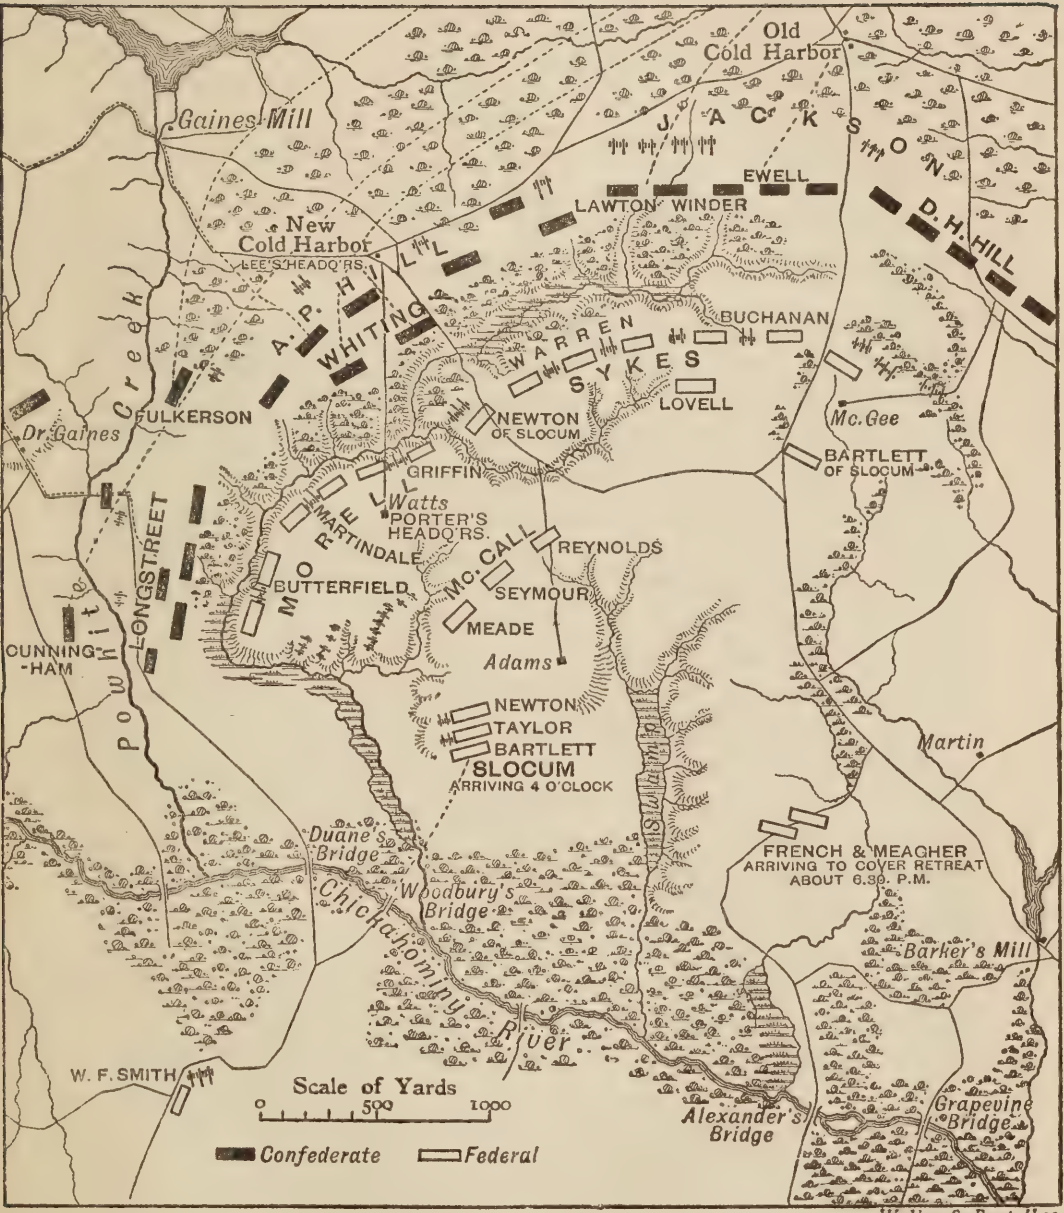 Old
Cold Harbor
Gaines Mill
JACKSON
EWELL
LAWTON WINDER
D. H. HILL
New
Cold Harbor
LEE'S HEADQ'RS.
A. P. HILL
WHITING
BUCHANAN
WARREN
SYKES
LOVELL
FULKERSON
Dr. Gaines
NEWTON
OF SLOCUM
Mc. Gee
BARTLETT
OF SLOCUM
GRIFFIN
MORELL
MARTINDALE
Watts
PORTER'S
HEADQ'RS.
Mc. CALL
REYNOLDS
SEYMOUR
MEADE
BUTTERFIELD
LONGSTREET
CUNNING-
-HAM
Powhit Creek
Adams
NEWTON
TAYLOR
BARTLETT
SLOCUM
ARRIVING 4 O'CLOCK
Swamp
Martin
FRENCH & MEAGHER
ARRIVING TO COVER RETREAT
ABOUT 6.30. P.M.
Duane's
Bridge
Woodbury's
Bridge
Chickahominy River
Barker's Mill
W. F. SMITH
Scale of Yards
0 500 1000
Alexander's
Bridge
Grapevine
Bridge
Confederate Federal